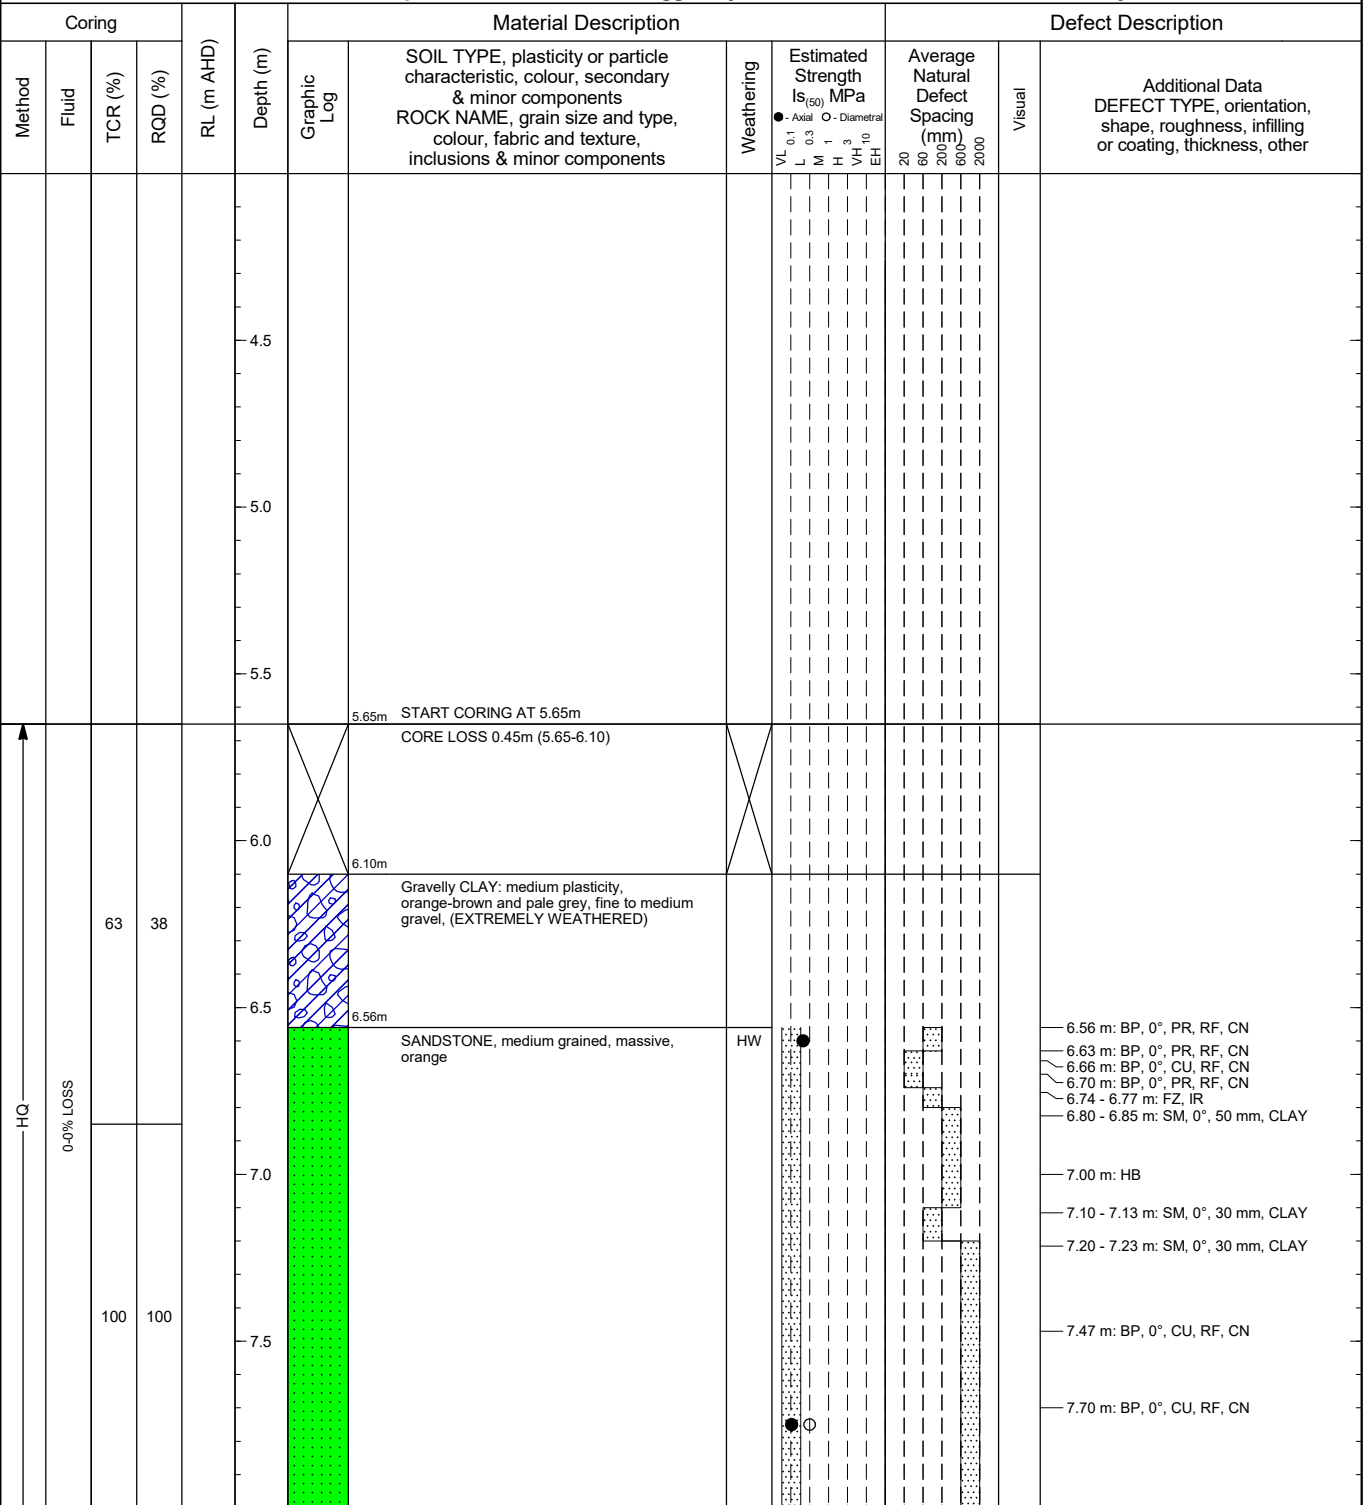 Coring
Material Description
Defect Description
Method
Fluid
TCR (%)
RQD (%)
RL (m AHD)
Depth (m)
Graphic
Log
SOIL TYPE, plasticity or particle
characteristic, colour, secondary
& minor components
ROCK NAME, grain size and type,
colour, fabric and texture,
inclusions & minor components
Weathering
Estimated
Strength
Is(50) MPa
- Axial - Diametral
VL 0.1 L 0.3 M 1 H 3 VH 10 EH
Average
Natural
Defect
Spacing
(mm)
20 60 200 600 2000
Visual
Additional Data
DEFECT TYPE, orientation,
shape, roughness, infilling
or coating, thickness, other
4.5
5.0
5.5
5.65m START CORING AT 5.65m
CORE LOSS 0.45m (5.65-6.10)
6.0
6.10m
Gravelly CLAY: medium plasticity,
orange-brown and pale grey, fine to medium
gravel, (EXTREMELY WEATHERED)
63 38
6.5
6.56m
SANDSTONE, medium grained, massive,
orange
HW
6.56 m: BP, 0°, PR, RF, CN
6.63 m: BP, 0°, PR, RF, CN
6.66 m: BP, 0°, CU, RF, CN
6.70 m: BP, 0°, PR, RF, CN
6.74 - 6.77 m: FZ, IR
6.80 - 6.85 m: SM, 0°, 50 mm, CLAY
HQ
0-0% LOSS
7.0
7.00 m: HB
7.10 - 7.13 m: SM, 0°, 30 mm, CLAY
7.20 - 7.23 m: SM, 0°, 30 mm, CLAY
100 100
7.5
7.47 m: BP, 0°, CU, RF, CN
7.70 m: BP, 0°, CU, RF, CN